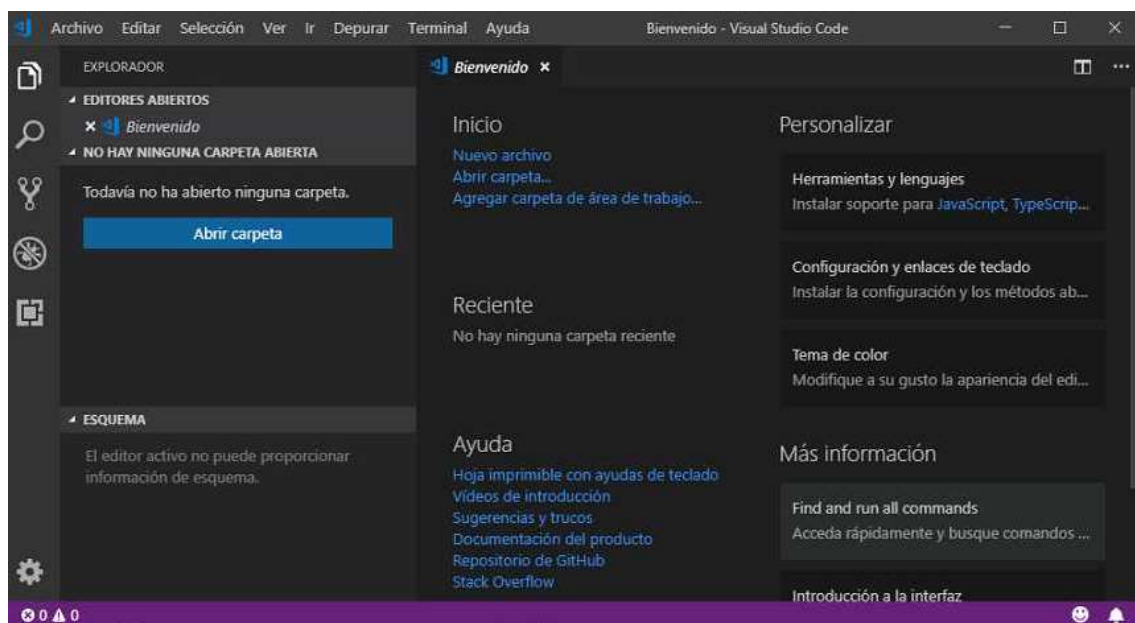 Archivo Editar Selección Ver Ir Depurar Terminal Ayuda Bienvenido - Visual Studio Code
EXPLORADOR
EDITORES ABIERTOS
Bienvenido
NO HAY NINGUNA CARPETA ABIERTA
Todavía no ha abierto ninguna carpeta.
Abrir carpeta
ESQUEMA
El editor activo no puede proporcionar
información de esquema.
Bienvenido
Inicio
Nuevo archivo
Abrir carpeta...
Agregar carpeta de área de trabajo...
Reciente
No hay ninguna carpeta reciente
Ayuda
Hoja imprimible con ayudas de teclado
Vídeos de introducción
Sugerencias y trucos
Documentación del producto
Repositorio de GitHub
Stack Overflow
Personalizar
Herramientas y lenguajes
Instalar soporte para JavaScript, TypeScrip...
Configuración y enlaces de teclado
Instalar la configuración y los métodos ab...
Tema de color
Modifique a su gusto la apariencia del edi...
Más información
Find and run all commands
Acceda rápidamente y busque comandos ...
Introducción a la interfaz
0 0